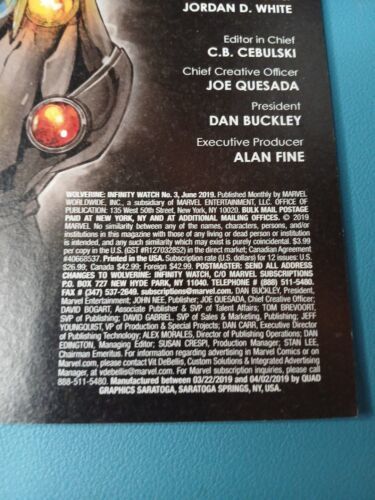 JORDAN D. WHITE
Editor in Chief
C.B. CEBULSKI
Chief Creative Officer
JOE QUESADA
President
DAN BUCKLEY
Executive Producer
ALAN FINE
WOLVERINE: INFINITY WATCH No. 3, June 2019. Published Monthly by MARVEL
WORLDWIDE, INC., a subsidiary of MARVEL ENTERTAINMENT, LLC. OFFICE OF
PUBLICATION: 135 West 50th Street, New York, NY 10020. BULK MAIL POSTAGE
PAID AT NEW YORK, NY AND AT ADDITIONAL MAILING OFFICES. © 2019
MARVEL No similarity between any of the names, characters, persons, and/or
institutions in this magazine with those of any living or dead person or institution
is intended, and any such similarity which may exist is purely coincidental. $3.99
per copy in the U.S. (GST #R127032852) in the direct market; Canadian Agreement
#40668537. Printed in the USA. Subscription rate (U.S. dollars) for 12 issues: U.S.
$26.99; Canada $42.99; Foreign $42.99. POSTMASTER: SEND ALL ADDRESS
CHANGES TO WOLVERINE: INFINITY WATCH, C/O MARVEL SUBSCRIPTIONS
P.O. BOX 727 NEW HYDE PARK, NY 11040. TELEPHONE # (888) 511-5480.
FAX # (347) 537-2649. subscriptions@marvel.com. DAN BUCKLEY, President,
Marvel Entertainment; JOHN NEE, Publisher; JOE QUESADA, Chief Creative Officer;
DAVID BOGART, Associate Publisher & SVP of Talent Affairs; TOM BREVOORT,
SVP of Publishing; DAVID GABRIEL, SVP of Sales & Marketing, Publishing; JEFF
YOUNGQUIST, VP of Production & Special Projects; DAN CARR, Executive Director
of Publishing Technology; ALEX MORALES, Director of Publishing Operations; DAN
EDINGTON, Managing Editor; SUSAN CRESPI, Production Manager; STAN LEE,
Chairman Emeritus. For information regarding advertising in Marvel Comics or on
Marvel.com, please contact Vit DeBellis, Custom Solutions & Integrated Advertising
Manager, at vdebellis@marvel.com. For Marvel subscription inquiries, please call
888-511-5480. Manufactured between 03/22/2019 and 04/02/2019 by QUAD
GRAPHICS SARATOGA, SARATOGA SPRINGS, NY, USA.